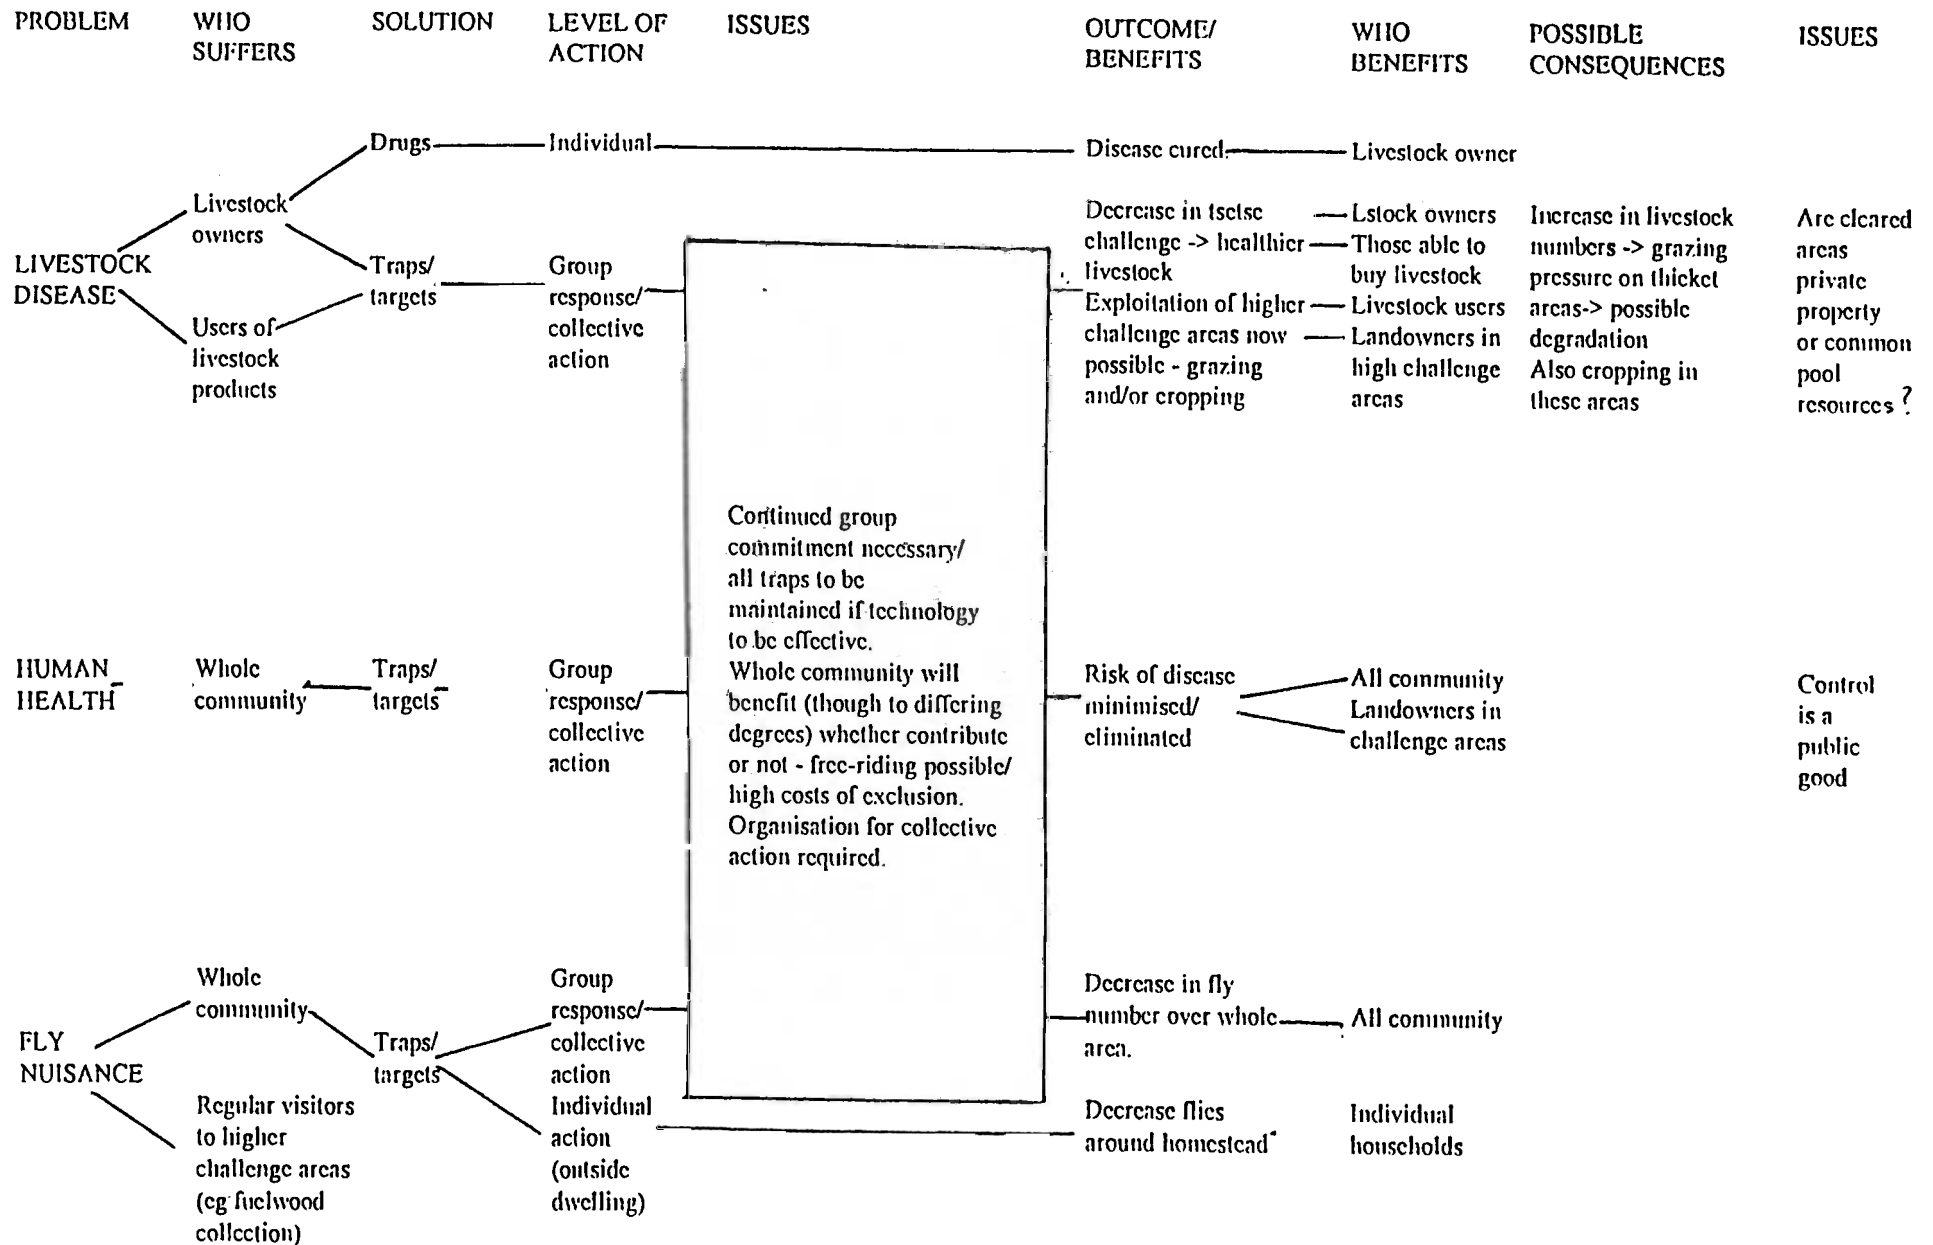 PROBLEM
WHO
SUFFERS
SOLUTION
LEVEL OF
ACTION
ISSUES
OUTCOME/
BENEFITS
WHO
BENEFITS
POSSIBLE
CONSEQUENCES
ISSUES
LIVESTOCK
DISEASE
Livestock
owners
Users of
livestock
products
Drugs
Traps/
targets
Individual
Group
response/
collective
action
Disease cured.
Livestock owner
Decrease in tsetse
challenge -> healthier
livestock
Exploitation of higher
challenge areas now
possible - grazing
and/or cropping
Lstock owners
Those able to
buy livestock
Livestock users
Landowners in
high challenge
areas
Increase in livestock
numbers -> grazing
pressure on thicket
areas-> possible
degradation
Also cropping in
these areas
Are cleared
areas
private
property
or common
pool
resources ?
Continued group
commitment necessary/
all traps to be
maintained if technology
to be effective.
Whole community will
benefit (though to differing
degrees) whether contribute
or not - free-riding possible/
high costs of exclusion.
Organisation for collective
action required.
HUMAN
HEALTH
Whole
community
Traps/
targets
Group
response/
collective
action
Risk of disease
minimised/
eliminated
All community
Landowners in
challenge areas
Control
is a
public
good
FLY
NUISANCE
Whole
community
Regular visitors
to higher
challenge areas
(eg fuelwood
collection)
Traps/
targets
Group
response/
collective
action
Individual
action
(outside
dwelling)
Decrease in fly
number over whole
area.
All community
Decrease flies
around homestead
Individual
households